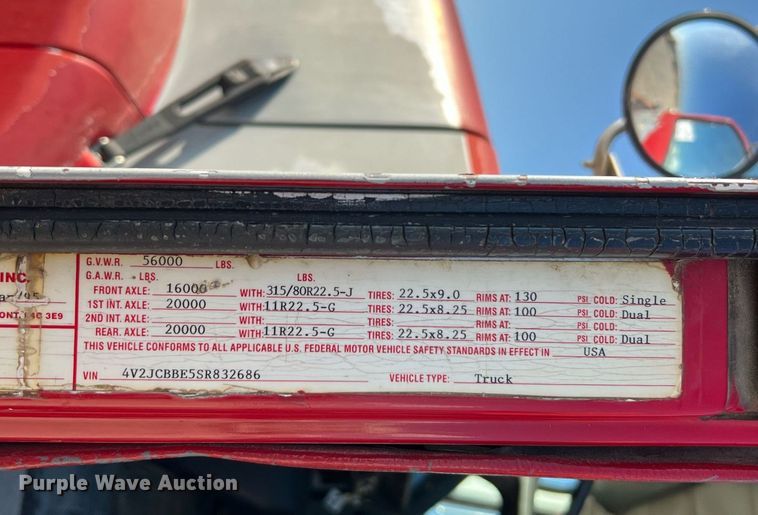 INC.
ONT. L4C 3E9
G.V.W.R. 56000 LBS.
G.A.W.R. LBS. LBS.
FRONT AXLE: 16000 WITH: 315/80R22.5-J TIRES: 22.5x9.0 RIMS AT: 130 PSI COLD: Single
1ST INT. AXLE: 20000 WITH: 11R22.5-G TIRES: 22.5x8.25 RIMS AT: 100 PSI COLD: Dual
2ND INT. AXLE: WITH: TIRES: RIMS AT: PSI COLD:
REAR. AXLE: 20000 WITH: 11R22.5-G TIRES: 22.5x8.25 RIMS AT: 100 PSI COLD: Dual
THIS VEHICLE CONFORMS TO ALL APPLICABLE U.S. FEDERAL MOTOR VEHICLE SAFETY STANDARDS IN EFFECT IN USA
VIN 4V2JCBBE5SR832686 VEHICLE TYPE: Truck
Purple Wave Auction